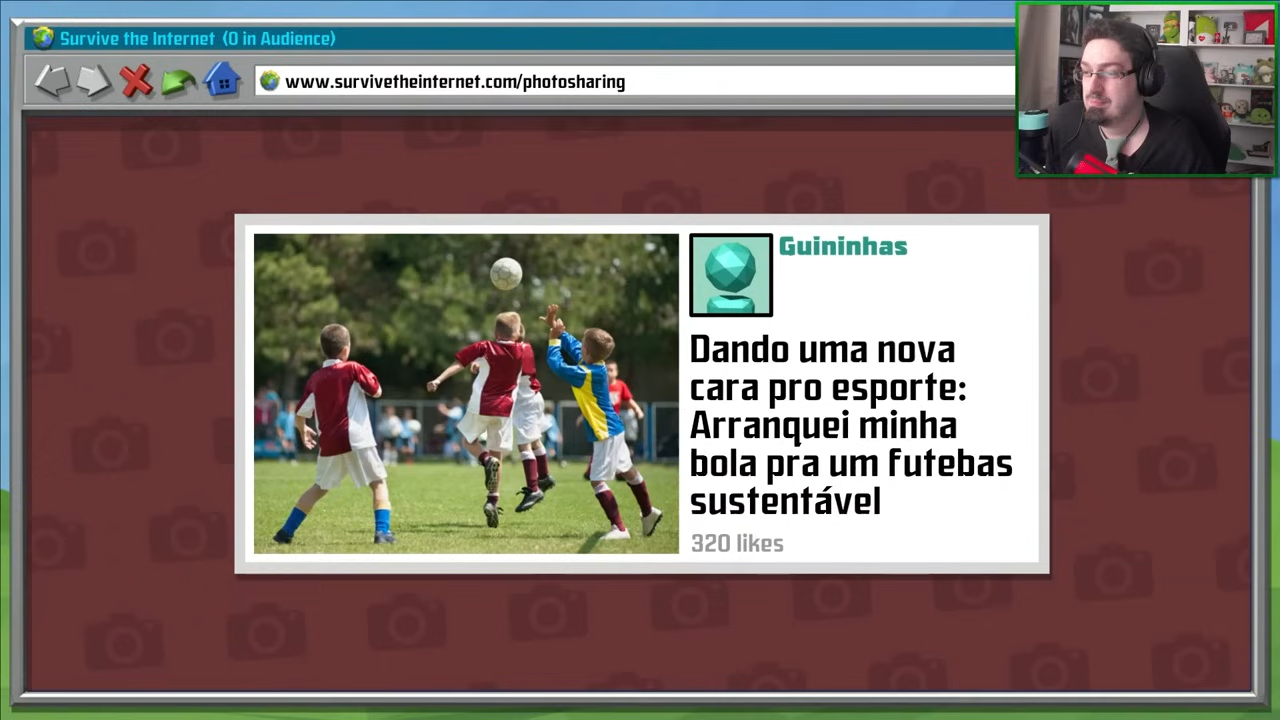 Survive the Internet (0 in Audience)
www.survivetheinternet.com/photosharing
Guininhas
Dando uma nova
cara pro esporte:
Arranquei minha
bola pra um futebas
sustentável
320 likes